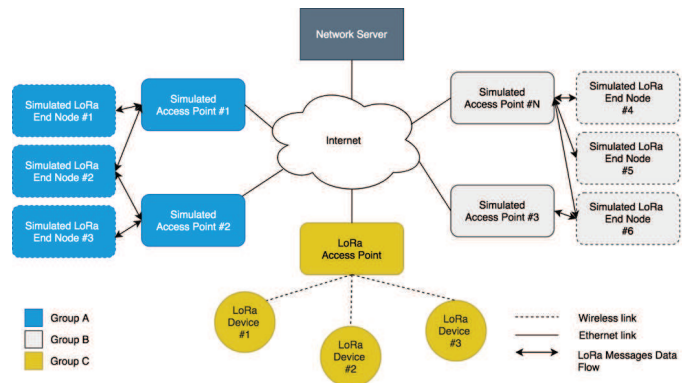 Network Server
Simulated LoRa
End Node #1
Simulated
Access Point #1
Simulated
Access Point #N
Simulated LoRa
End Node
#4
Internet
Simulated LoRa
End Node #2
Simulated LoRa
End Node
#5
Simulated LoRa
End Node #3
Simulated
Access Point #2
Simulated
Access Point #3
Simulated LoRa
End Node
#6
LoRa
Access Point
LoRa
Device
#1
LoRa
Device
#2
LoRa
Device
#3
Group A
Group B
Group C
Wireless link
Ethernet link
LoRa Messages Data
Flow